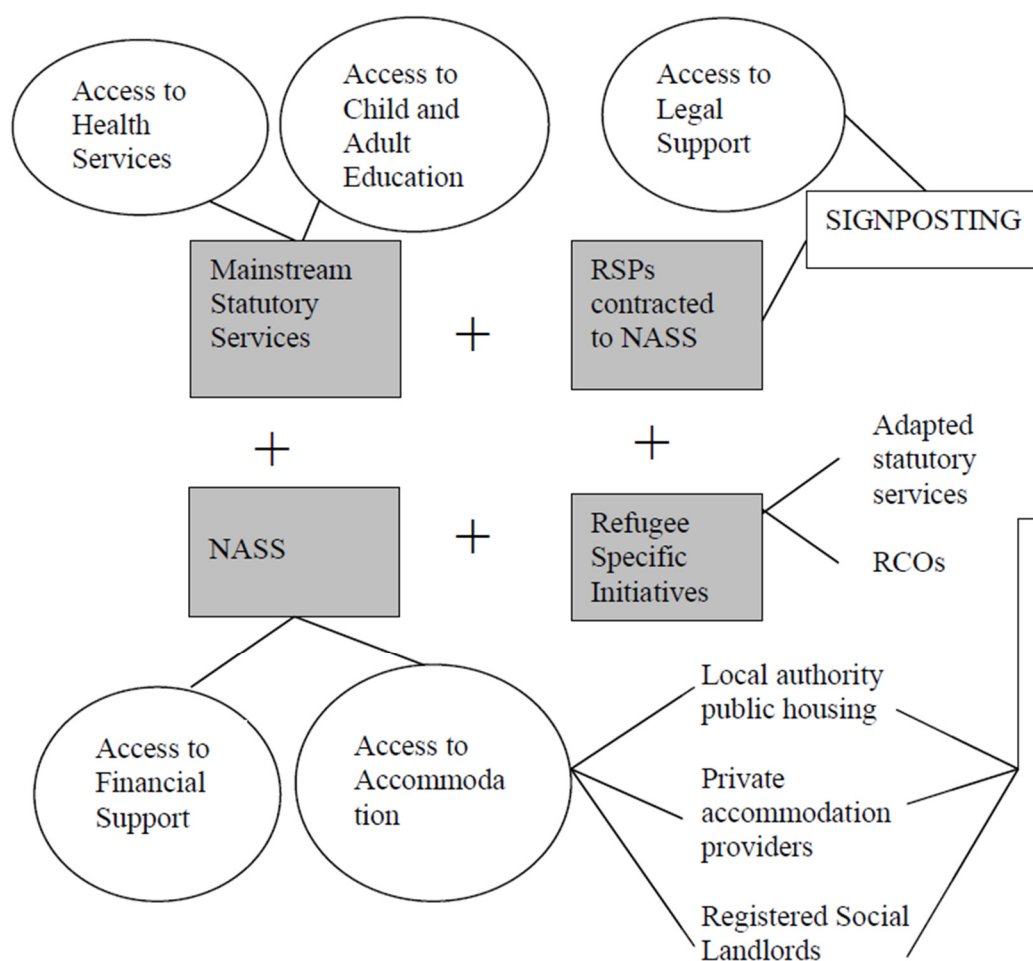 Access to
Health
Services
Access to
Child and
Adult
Education
Access to
Legal
Support
SIGNPOSTING
Mainstream
Statutory
Services
+
RSPs
contracted
to NASS
+
+
NASS
+
Refugee
Specific
Initiatives
Adapted
statutory
services
RCOs
Access to
Financial
Support
Access to
Accommoda
tion
Local authority
public housing
Private
accommodation
providers
Registered Social
Landlords